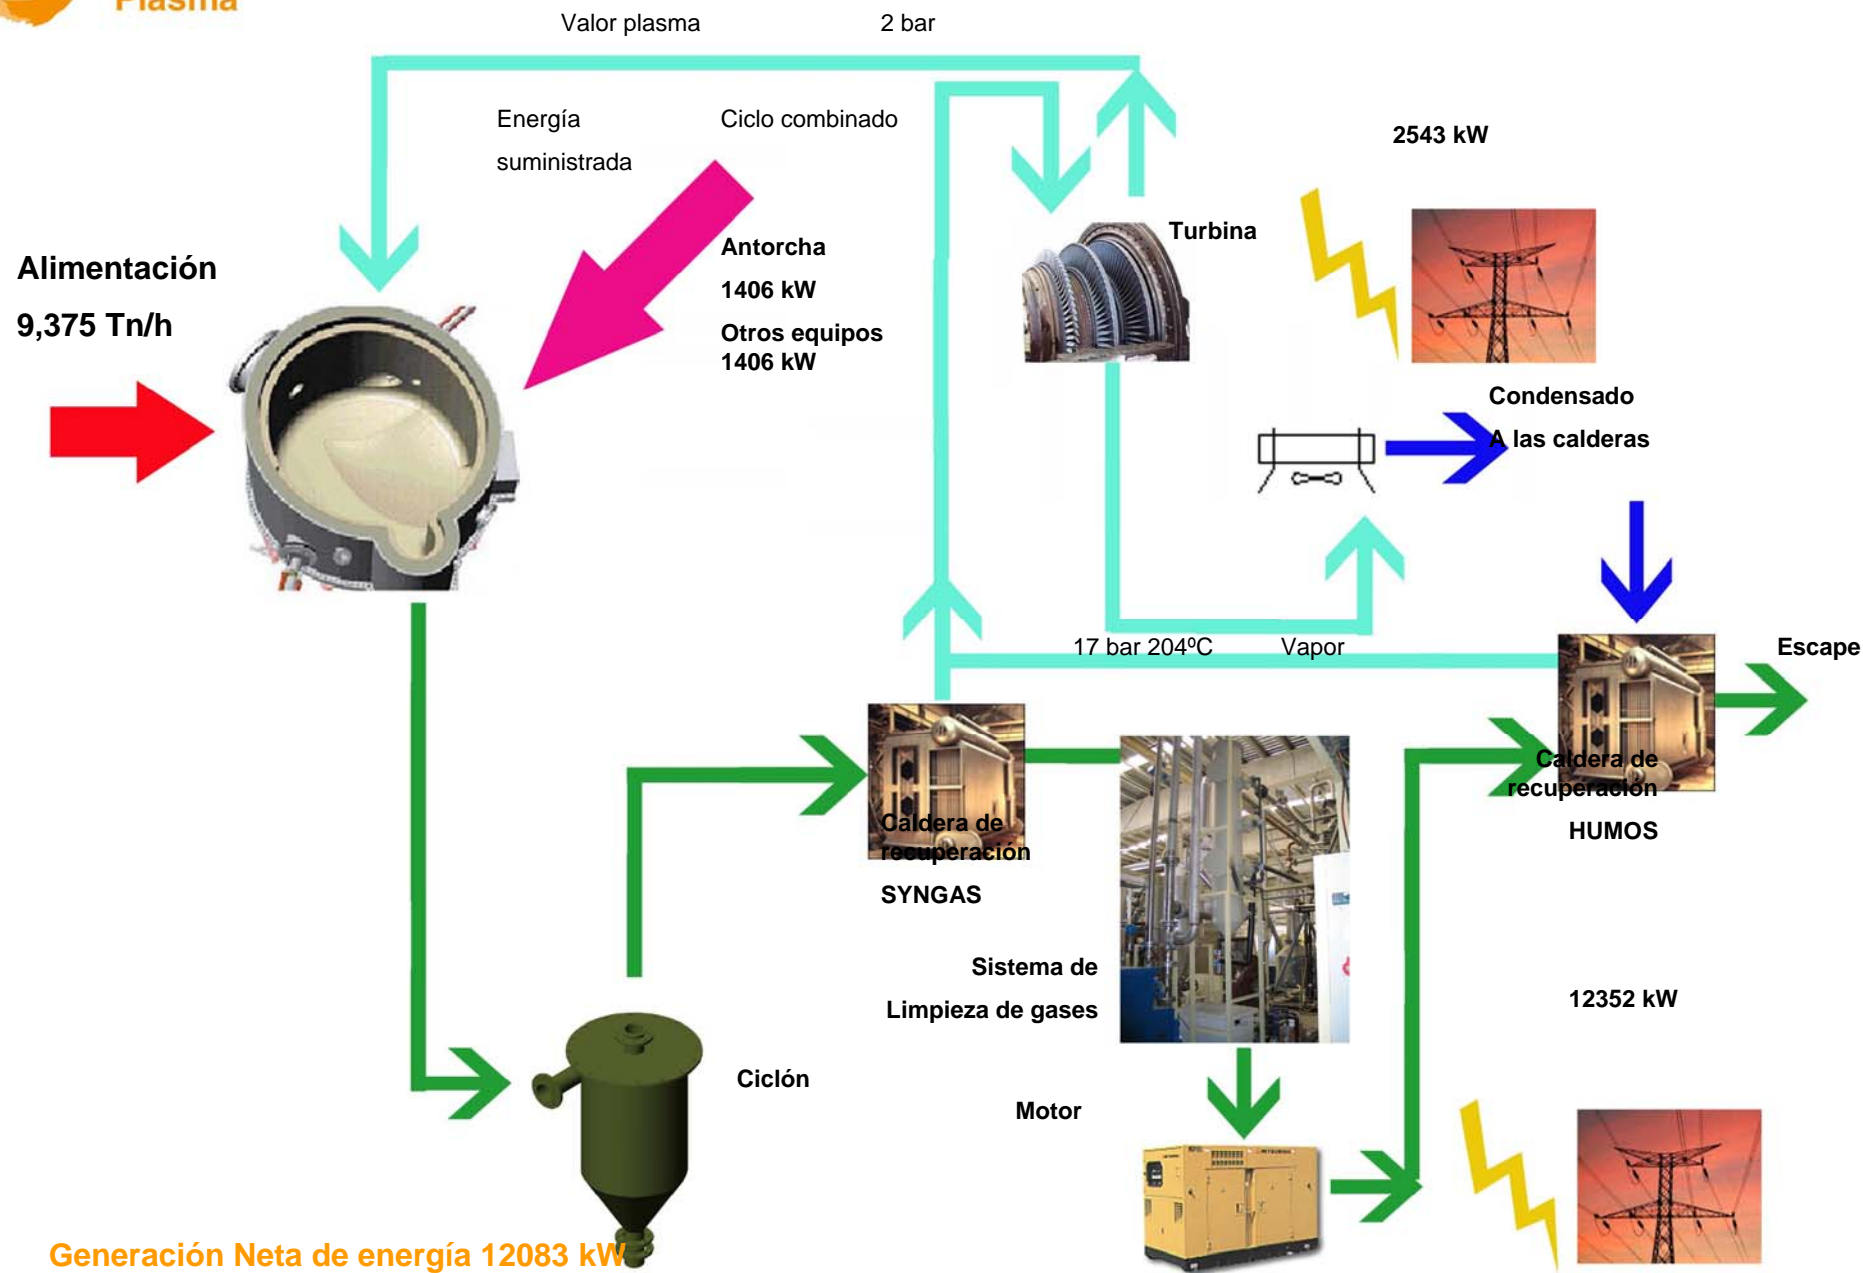 Plasma
Valor plasma
2 bar
Energía
suministrada
Ciclo combinado
2543 kW
Alimentación
9,375 Tn/h
Antorcha
1406 kW
Otros equipos
1406 kW
Turbina
Condensado
A las calderas
17 bar 204ºC
Vapor
Escape
Caldera de
recuperación
HUMOS
Caldera de
recuperación
SYNGAS
Sistema de
Limpieza de gases
12352 kW
Ciclón
Motor
Generación Neta de energía 12083 kW